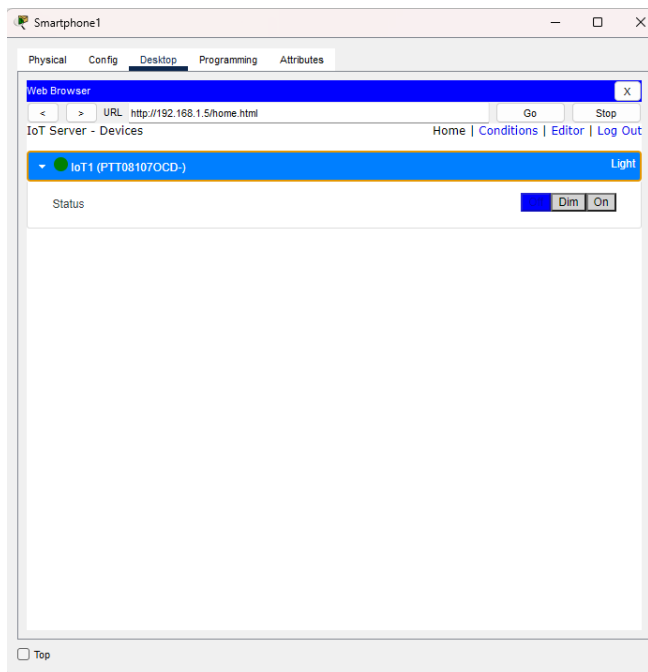 Smartphone1
Physical Config Desktop Programming Attributes
Web Browser X
< > URL http://192.168.1.5/home.html Go Stop
IoT Server - Devices Home | Conditions | Editor | Log Out
IoT1 (PTT08107OCD-) Light
Status Dim On
Top